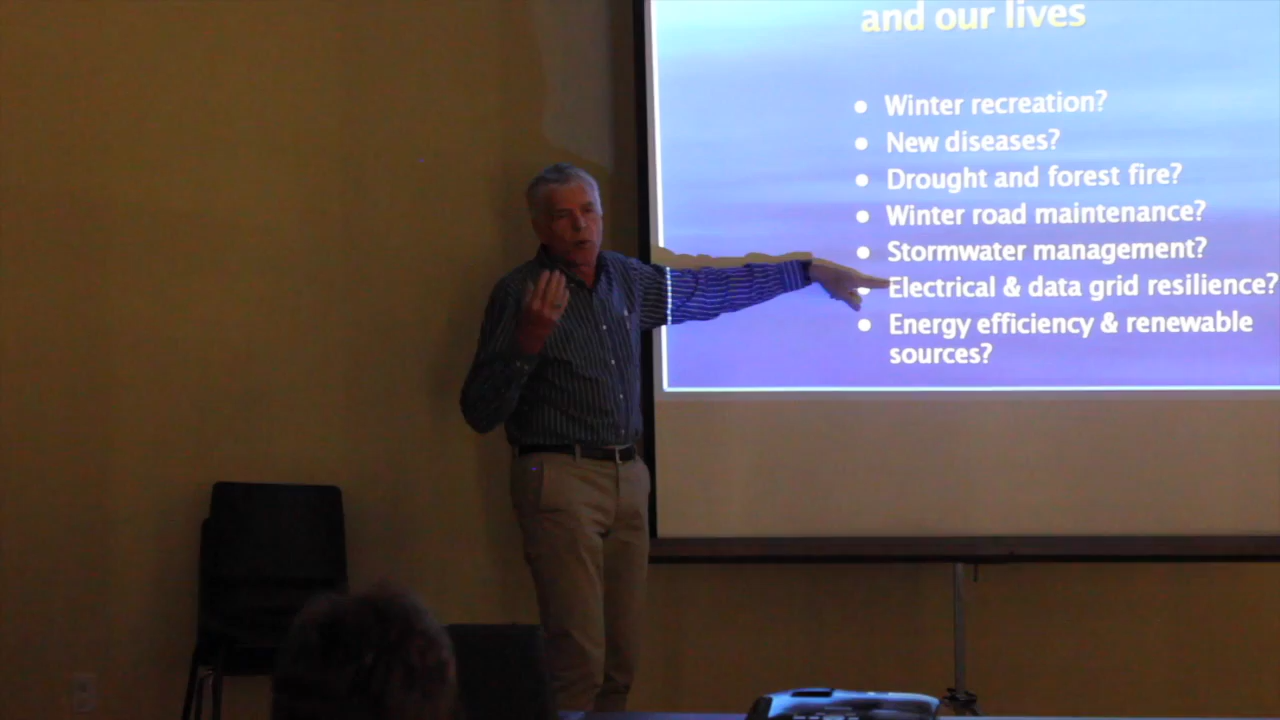 and our lives
• Winter recreation?
• New diseases?
• Drought and forest fire?
• Winter road maintenance?
• Stormwater management?
• Electrical & data grid resilience?
• Energy efficiency & renewable
sources?